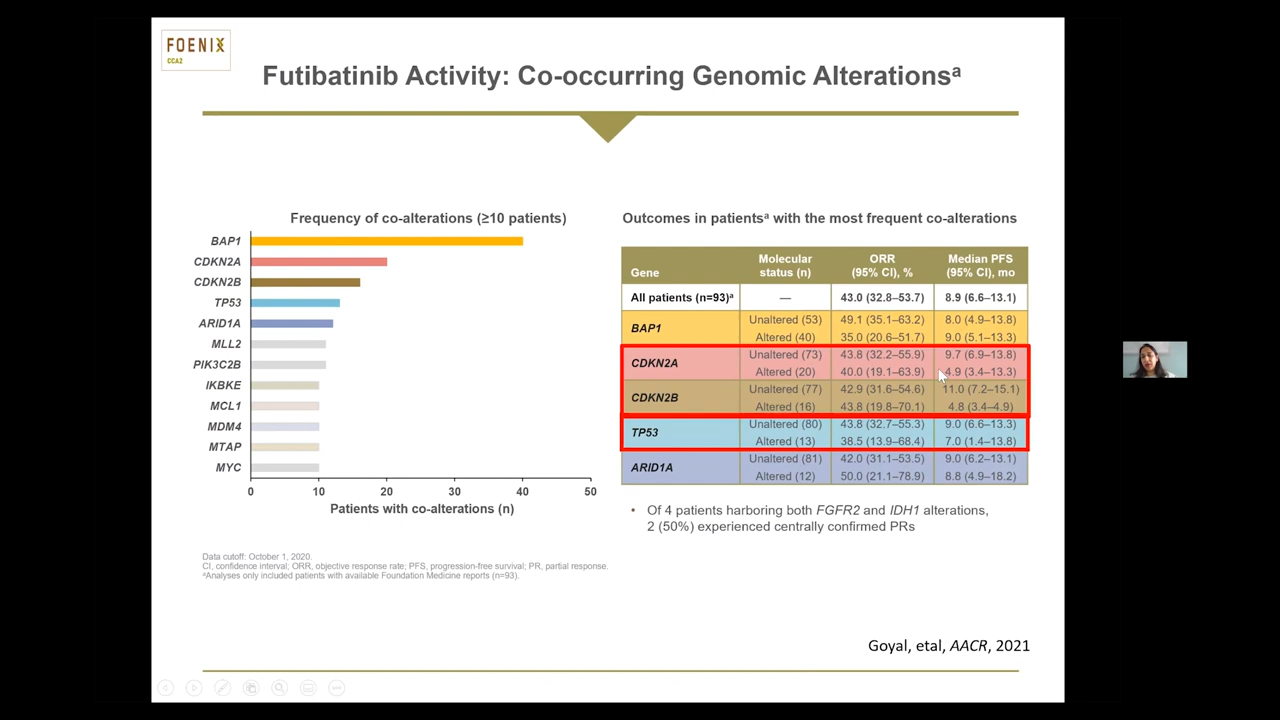 FOENIX
CCA2
Futibatinib Activity: Co-occurring Genomic Alterationsᵃ
Frequency of co-alterations (≥10 patients)
BAP1
CDKN2A
CDKN2B
TP53
ARID1A
MLL2
PIK3C2B
IKBKE
MCL1
MDM4
MTAP
MYC
0 10 20 30 40 50
Patients with co-alterations (n)
Outcomes in patientsᵃ with the most frequent co-alterations
Gene Molecular status (n) ORR (95% CI), % Median PFS (95% CI), mo
All patients (n=93)ᵃ — 43.0 (32.8–53.7) 8.9 (6.6–13.1)
BAP1 Unaltered (53) 49.1 (35.1–63.2) 8.0 (4.9–13.8)
Altered (40) 35.0 (20.6–51.7) 9.0 (5.1–13.3)
CDKN2A Unaltered (73) 43.8 (32.2–55.9) 9.7 (6.9–13.8)
Altered (20) 40.0 (19.1–63.9) 4.9 (3.4–13.3)
CDKN2B Unaltered (77) 42.9 (31.6–54.6) 11.0 (7.2–15.1)
Altered (16) 43.8 (19.8–70.1) 4.8 (3.4–4.9)
TP53 Unaltered (80) 43.8 (32.7–55.3) 9.0 (6.6–13.3)
Altered (13) 38.5 (13.9–68.4) 7.0 (1.4–13.8)
ARID1A Unaltered (81) 42.0 (31.1–53.5) 9.0 (6.2–13.1)
Altered (12) 50.0 (21.1–78.9) 8.8 (4.9–18.2)
• Of 4 patients harboring both FGFR2 and IDH1 alterations,
2 (50%) experienced centrally confirmed PRs
Data cutoff: October 1, 2020.
CI, confidence interval; ORR, objective response rate; PFS, progression-free survival; PR, partial response.
ᵃAnalyses only included patients with available Foundation Medicine reports (n=93).
Goyal, etal, AACR, 2021